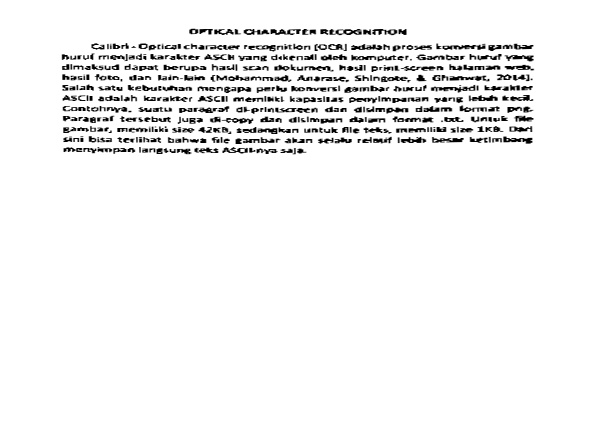 OPTICAL CHARACTER RECOGNITION
Calibri - Optical character recognition (OCR) adalah proses konversi gambar
huruf menjadi karakter ASCII yang dikenali oleh komputer. Gambar huruf yang
dimaksud dapat berupa hasil scan dokumen, hasil print-screen halaman web,
hasil foto, dan lain-lain (Mohammad, Anarase, Shingote, & Ghanwat, 2014).
Salah satu kebutuhan mengapa perlu konversi gambar huruf menjadi karakter
ASCII adalah karakter ASCII memiliki kapasitas penyimpanan yang lebih kecil.
Contohnya, suatu paragraf di-printscreen dan disimpan dalam format png.
Paragraf tersebut juga di-copy dan disimpan dalam format .txt. Untuk file
gambar, memiliki size 42KB, sedangkan untuk file teks, memiliki size 1KB. Dari
sini bisa terlihat bahwa file gambar akan selalu relatif lebih besar ketimbang
menyimpan langsung teks ASCII-nya saja.